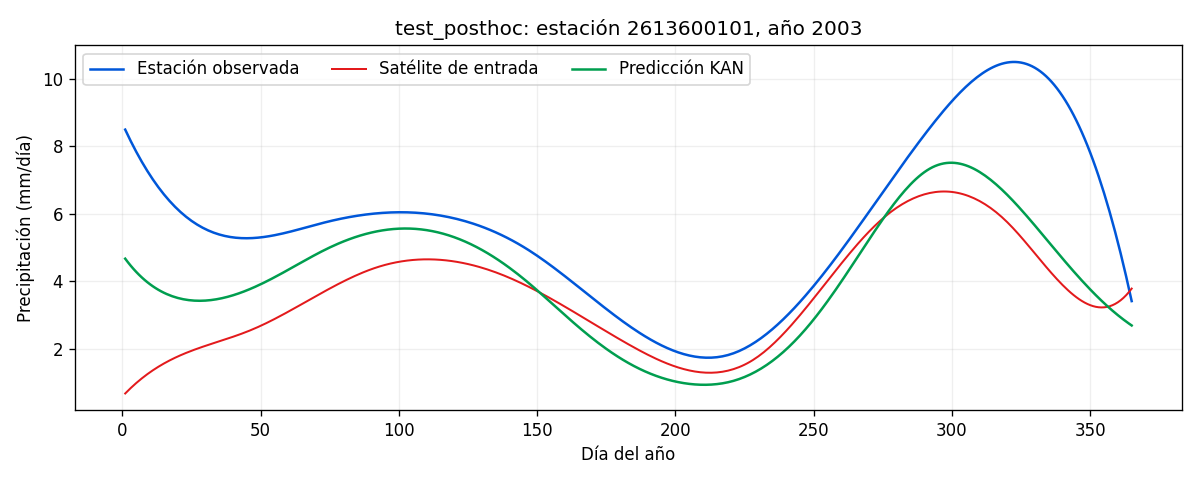 test_posthoc: estación 2613600101, año 2003
Estación observada
Satélite de entrada
Predicción KAN
Precipitación (mm/día)
10
8
6
4
2
0 50 100 150 200 250 300 350
Día del año